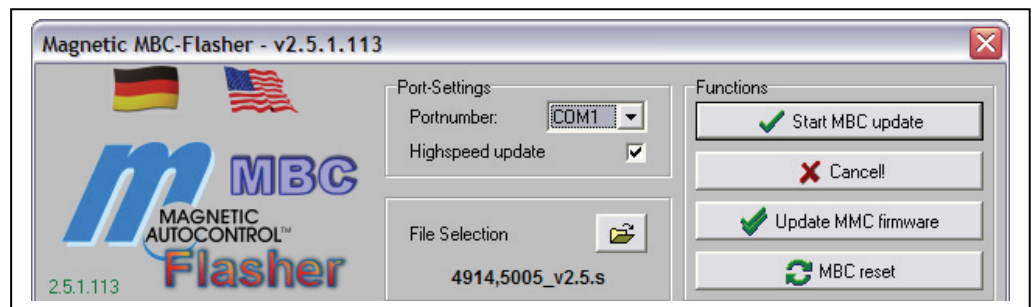 Magnetic MBC-Flasher - v2.5.1.113
Port-Settings
Portnumber: COM1
Highspeed update
Functions
Start MBC update
Cancel!
Update MMC firmware
MBC reset
m MBC
MAGNETIC
AUTOCONTROL™
Flasher
2.5.1.113
File Selection
4914,5005_v2.5.s